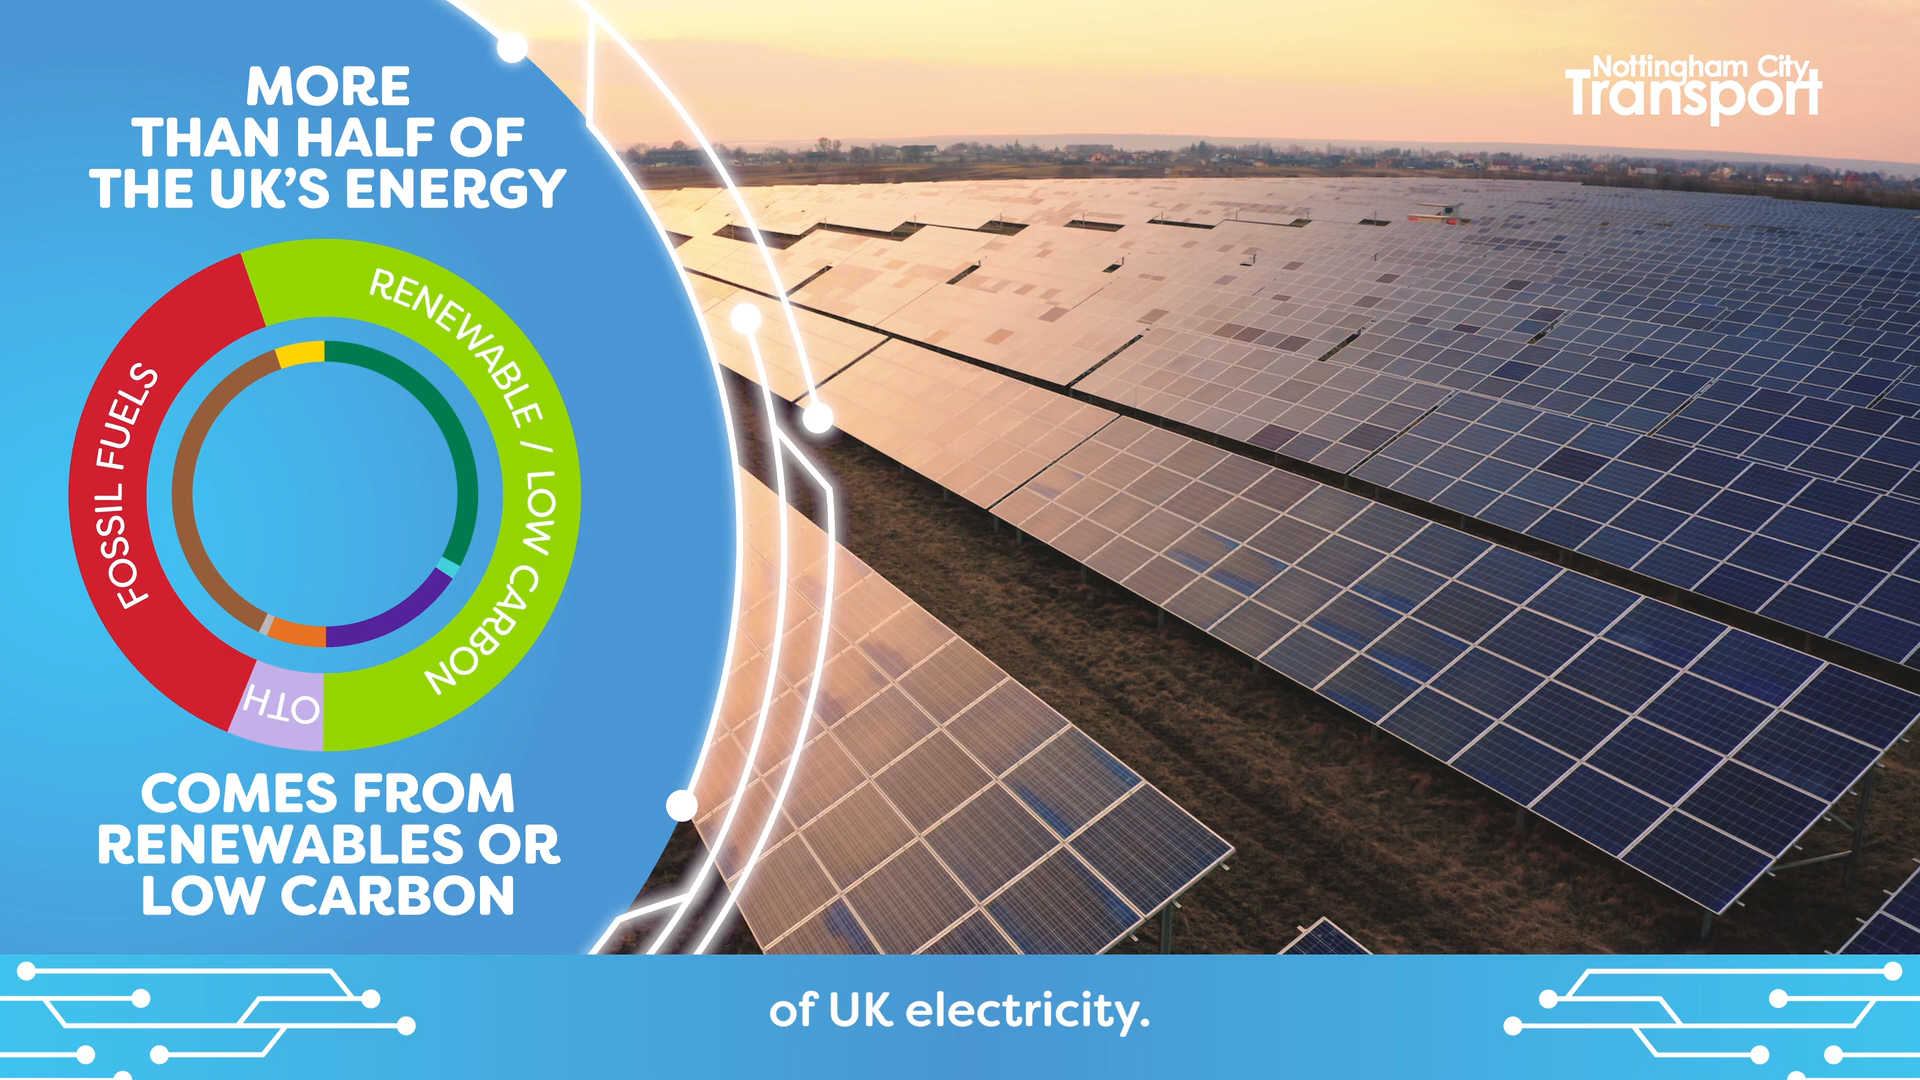 MORE
THAN HALF OF
THE UK'S ENERGY
FOSSIL FUELS
RENEWABLE / LOW CARBON
OTH
COMES FROM
RENEWABLES OR
LOW CARBON
Nottingham City
Transport
of UK electricity.